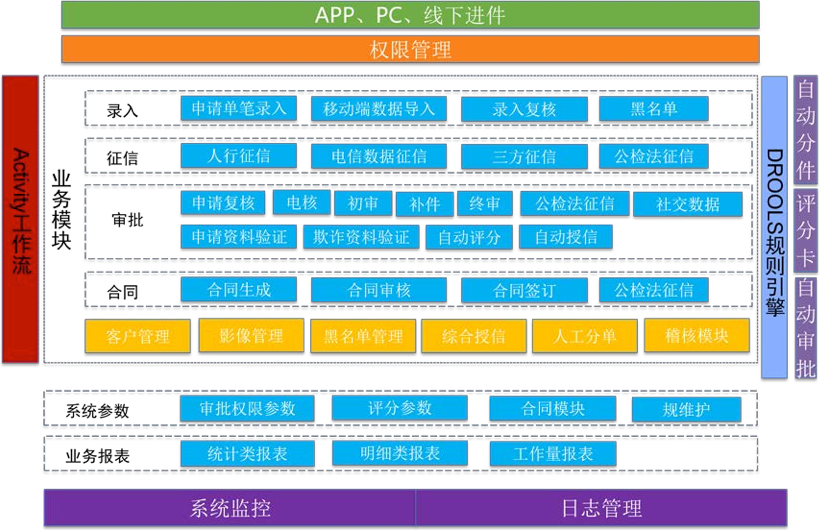 APP、PC、线下进件
权限管理
Activity工作流
业务模块
录入
申请单笔录入
移动端数据导入
录入复核
黑名单
征信
人行征信
电信数据征信
三方征信
公检法征信
审批
申请复核
电核
初审
补件
终审
公检法征信
社交数据
申请资料验证
欺诈资料验证
自动评分
自动授信
合同
合同生成
合同审核
合同签订
公检法征信
客户管理
影像管理
黑名单管理
综合授信
人工分单
稽核模块
DROOLS规则引擎
自动分件
评分卡
自动审批
系统参数
审批权限参数
评分参数
合同模块
规维护
业务报表
统计类报表
明细类报表
工作量报表
系统监控
日志管理